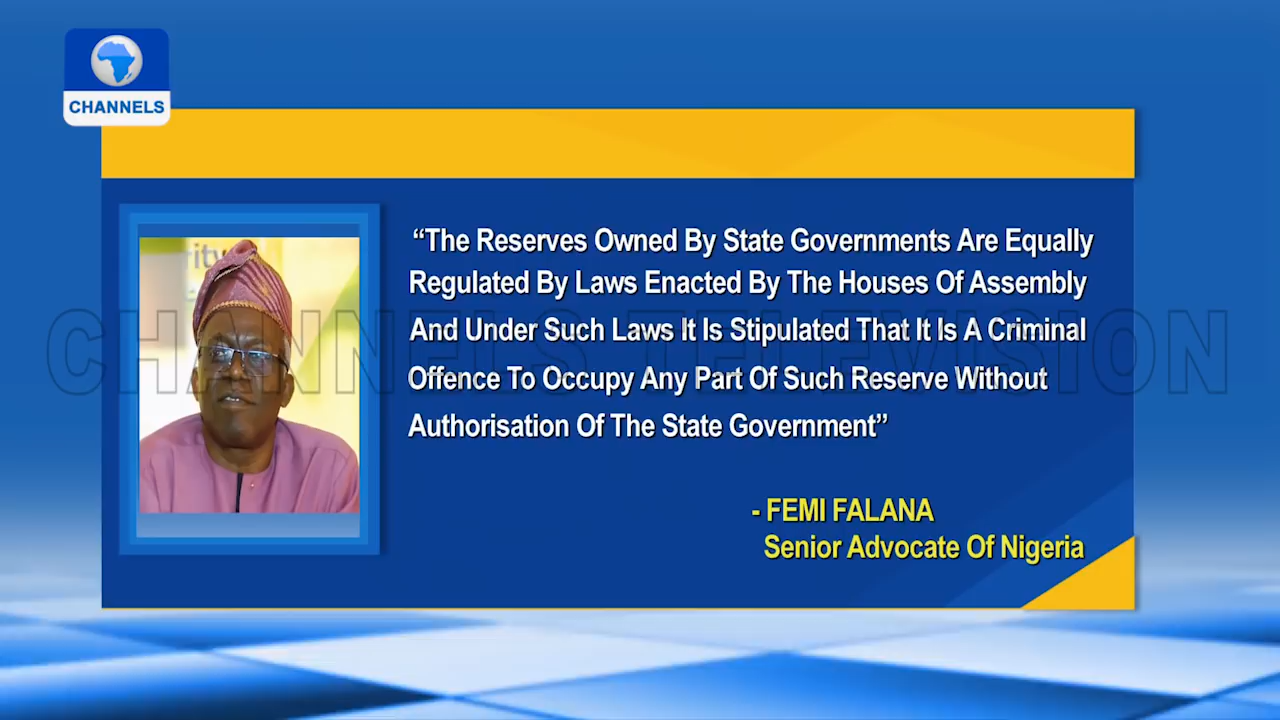 CHANNELS
rity
“The Reserves Owned By State Governments Are Equally
Regulated By Laws Enacted By The Houses Of Assembly
And Under Such Laws It Is Stipulated That It Is A Criminal
Offence To Occupy Any Part Of Such Reserve Without
Authorisation Of The State Government”
CHANNELS TELEVISION
- FEMI FALANA
Senior Advocate Of Nigeria